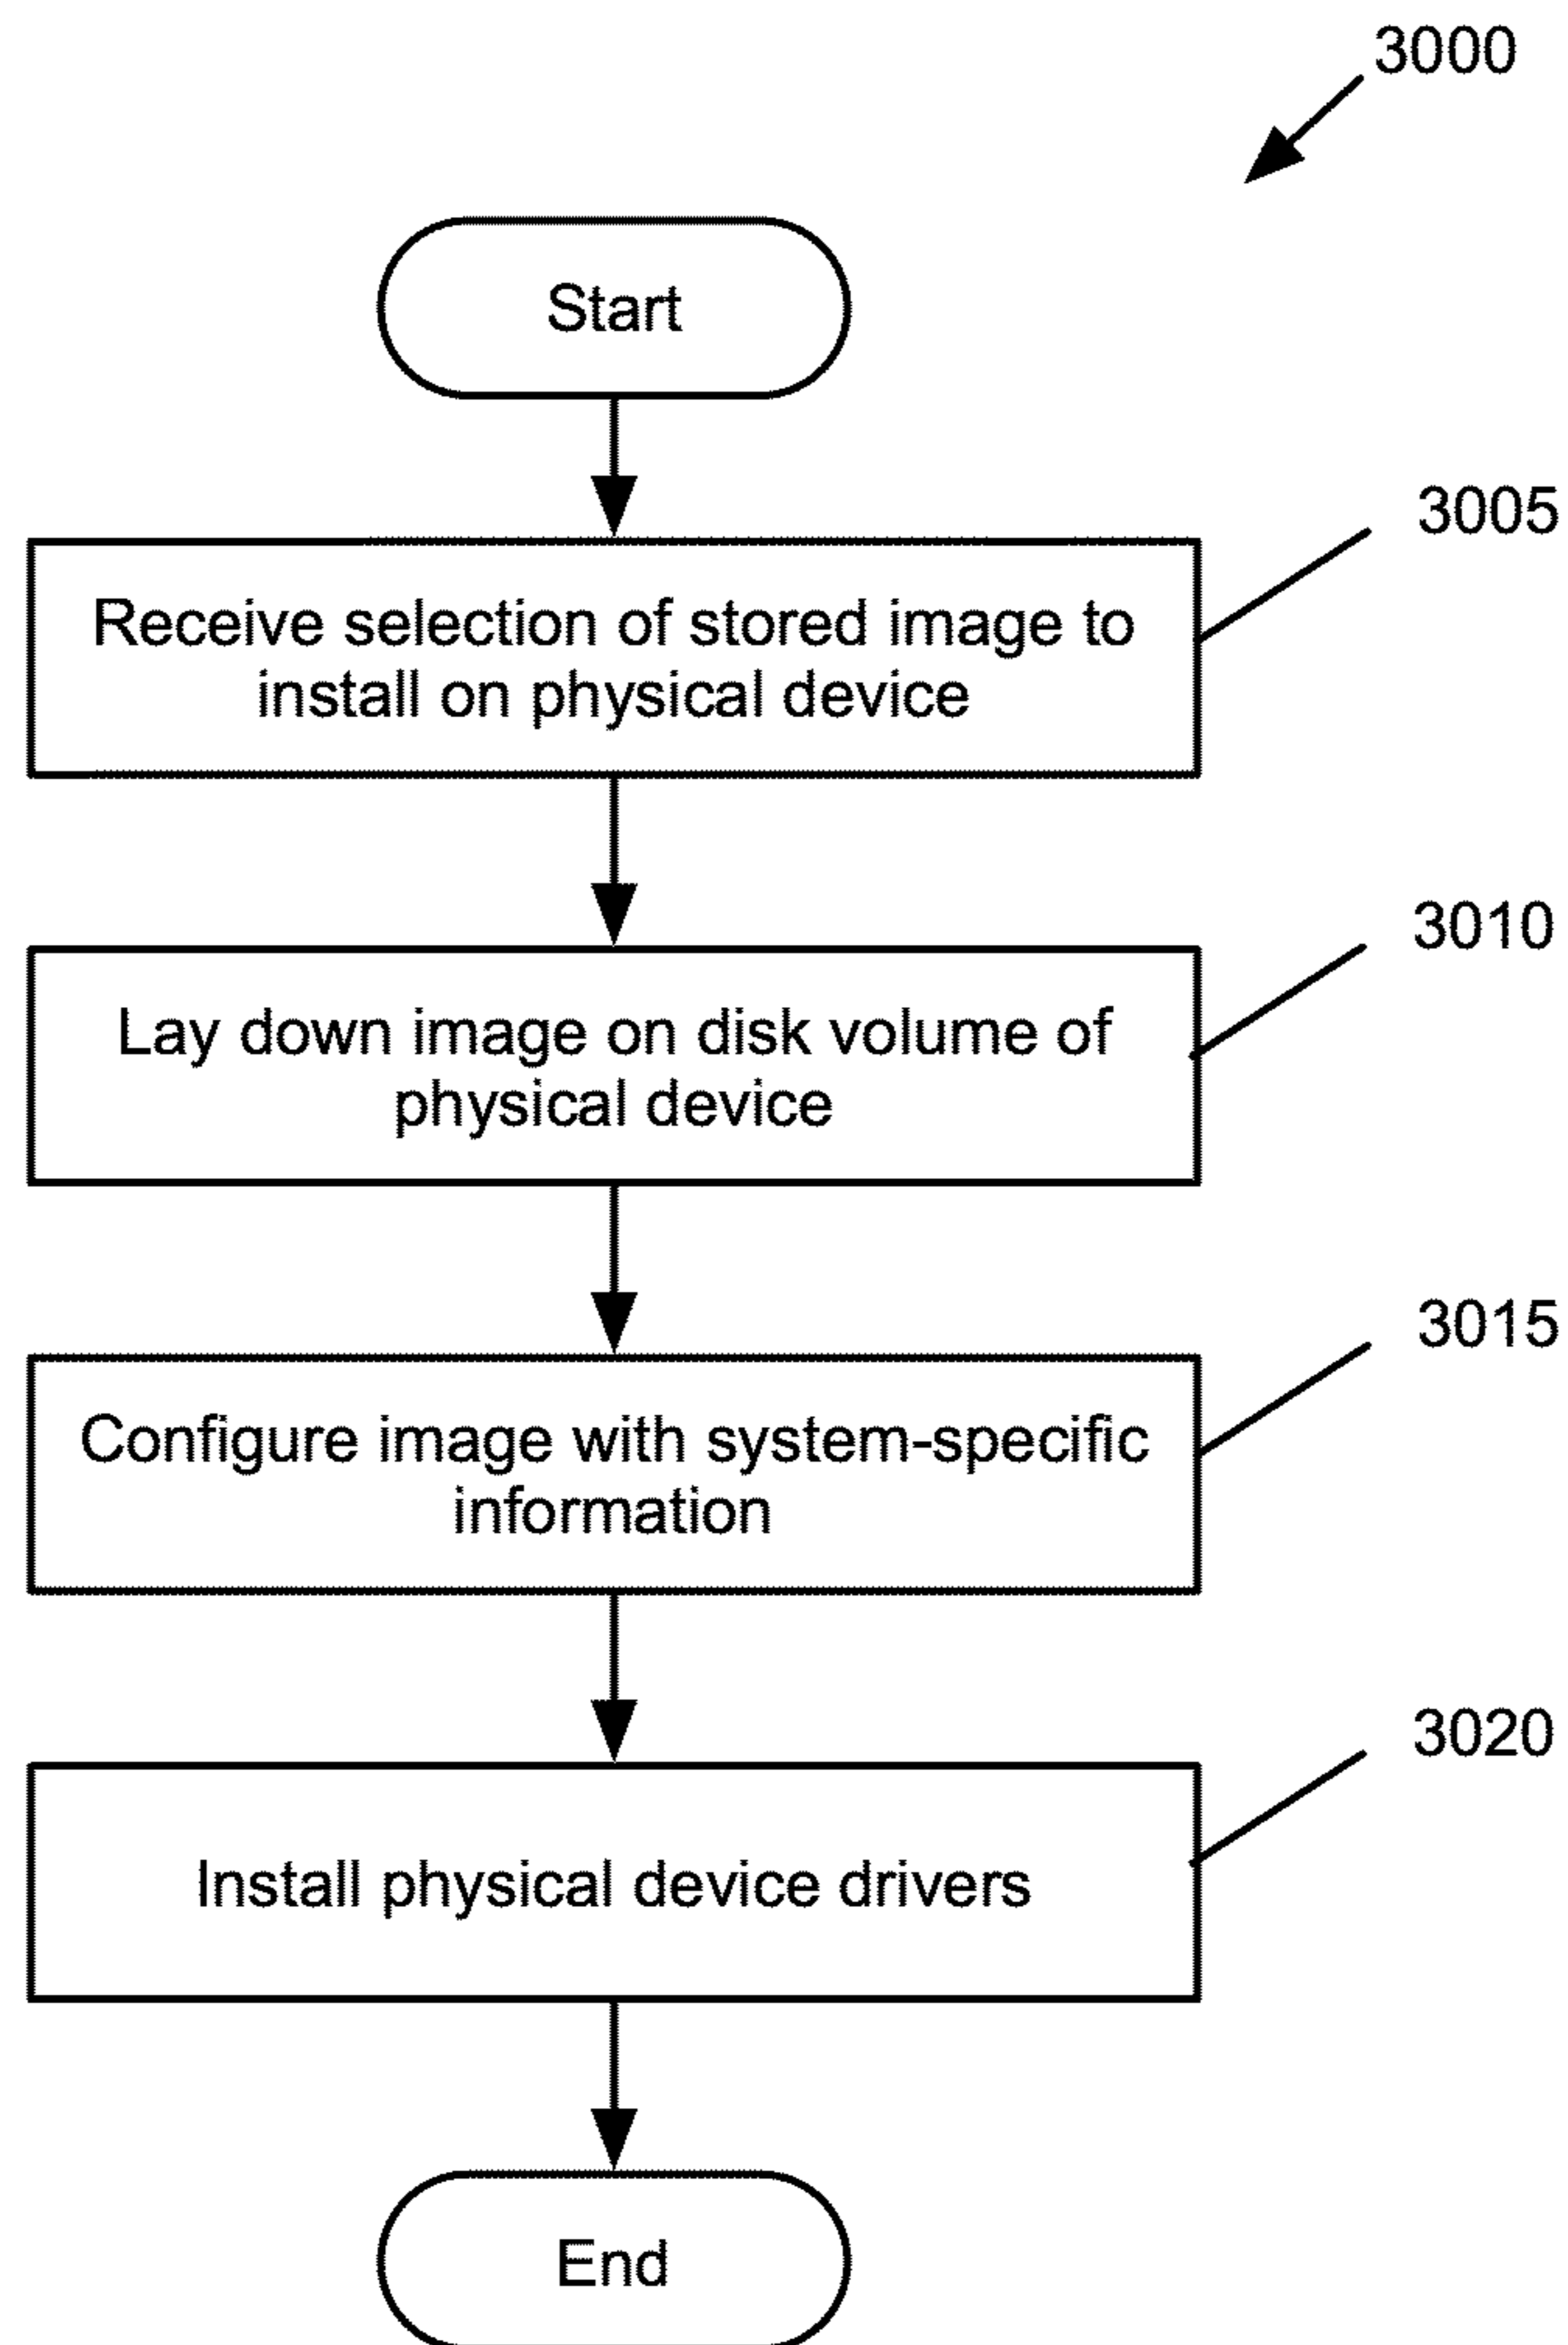 3000
Start
3005
Receive selection of stored image to
install on physical device
3010
Lay down image on disk volume of
physical device
3015
Configure image with system-specific
information
3020
Install physical device drivers
End